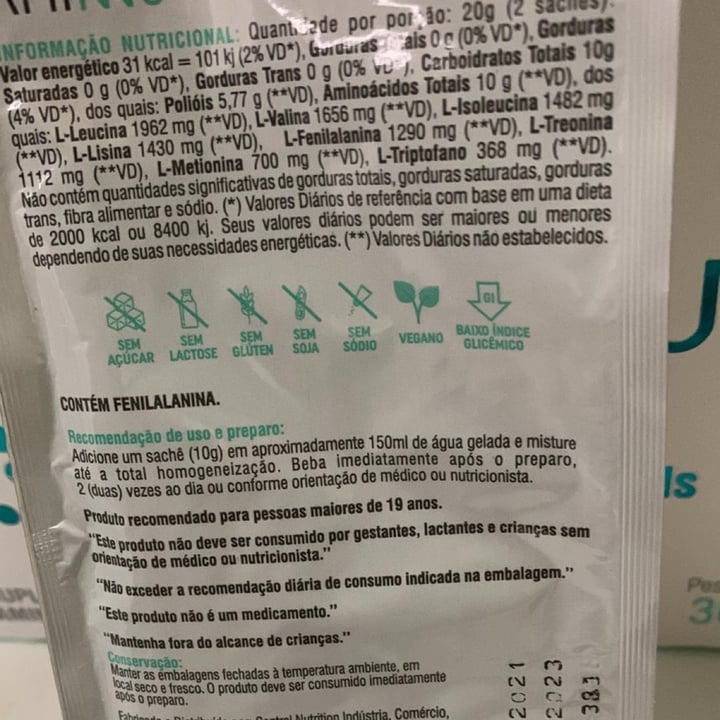 INFORMAÇÃO NUTRICIONAL: Quantidade por porção: 20g (2 sachês).
Valor energético 31 kcal = 101 kj (2% VD*), Gorduras Totais 0 g (0% VD*), Gorduras
Saturadas 0 g (0% VD*), Gorduras Trans 0 g (0% VD*), Carboidratos Totais 10g
(4% VD*), dos quais: Polióis 5,77 g (**VD), Aminoácidos Totais 10 g (**VD), dos
quais: L-Leucina 1962 mg (**VD), L-Valina 1656 mg (**VD), L-Isoleucina 1482 mg
(**VD), L-Lisina 1430 mg (**VD), L-Fenilalanina 1290 mg (**VD), L-Treonina
1112 mg (**VD), L-Metionina 700 mg (**VD), L-Triptofano 368 mg (**VD).
Não contém quantidades significativas de gorduras totais, gorduras saturadas, gorduras
trans, fibra alimentar e sódio. (*) Valores Diários de referência com base em uma dieta
de 2000 kcal ou 8400 kj. Seus valores diários podem ser maiores ou menores
dependendo de suas necessidades energéticas. (**) Valores Diários não estabelecidos.
SEM AÇÚCAR
SEM LACTOSE
SEM GLÚTEN
SEM SOJA
SEM SÓDIO
VEGANO
GI
BAIXO ÍNDICE
GLICÊMICO
CONTÉM FENILALANINA.
Recomendação de uso e preparo:
Adicione um sachê (10g) em aproximadamente 150ml de água gelada e misture
até a total homogeneização. Beba imediatamente após o preparo,
2 (duas) vezes ao dia ou conforme orientação de médico ou nutricionista.
Produto recomendado para pessoas maiores de 19 anos.
"Este produto não deve ser consumido por gestantes, lactantes e crianças sem
orientação de médico ou nutricionista."
"Não exceder a recomendação diária de consumo indicada na embalagem."
"Este produto não é um medicamento."
"Mantenha fora do alcance de crianças."
Conservação:
Manter as embalagens fechadas à temperatura ambiente, em
local seco e fresco. O produto deve ser consumido imediatamente
após o preparo.
Nutrition Indústria, Comércio,
2021
2023